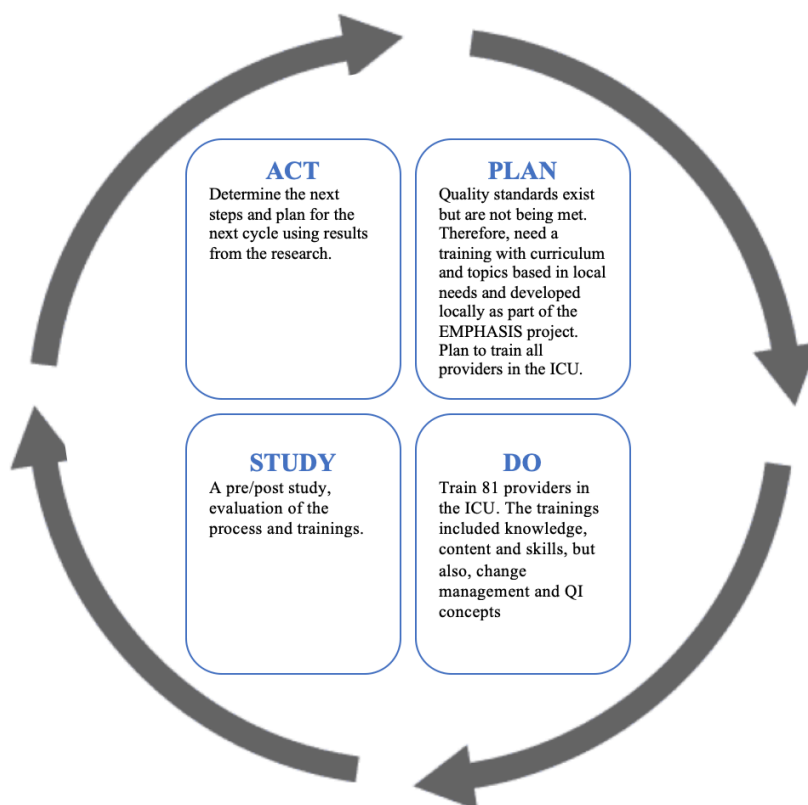 ACT
Determine the next
steps and plan for the
next cycle using results
from the research.
PLAN
Quality standards exist
but are not being met.
Therefore, need a
training with curriculum
and topics based in local
needs and developed
locally as part of the
EMPHASIS project.
Plan to train all
providers in the ICU.
STUDY
A pre/post study,
evaluation of the
process and trainings.
DO
Train 81 providers in
the ICU. The trainings
included knowledge,
content and skills, but
also, change
management and QI
concepts